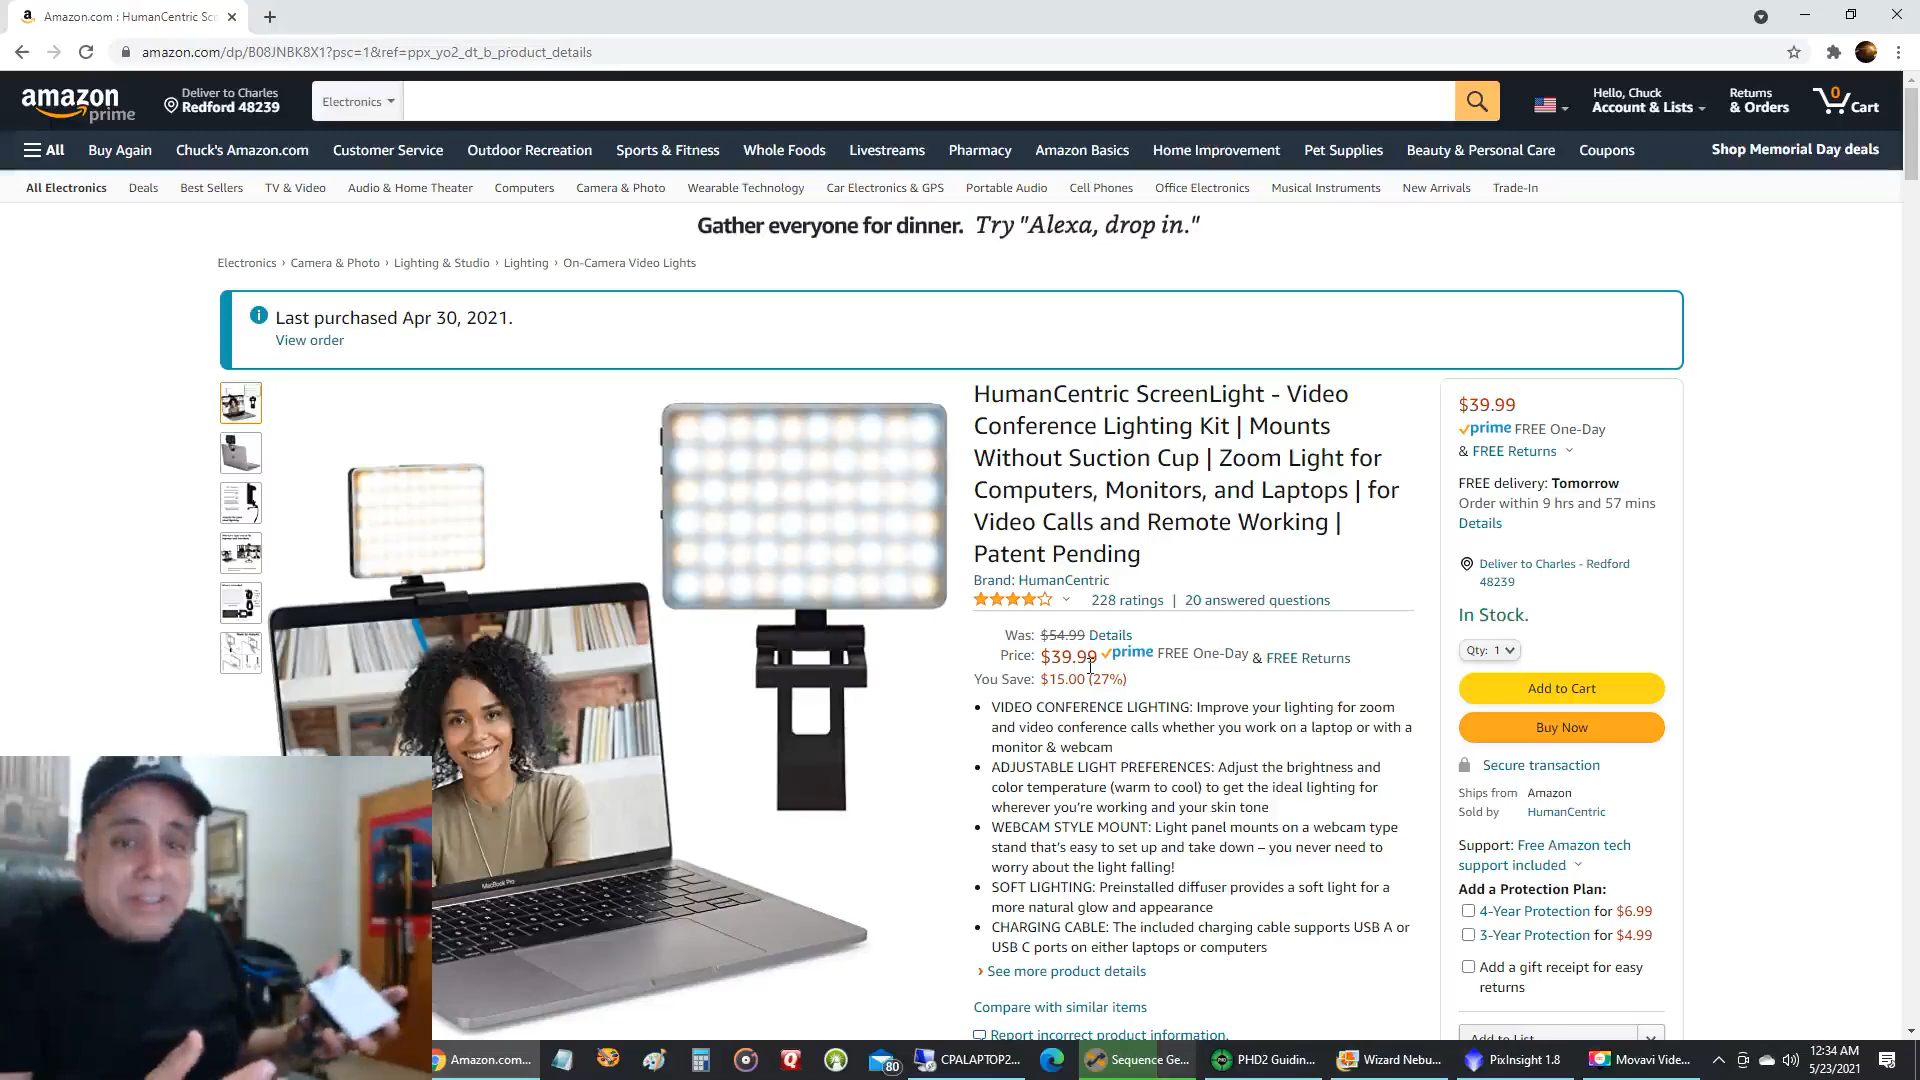 Amazon.com : HumanCentric Scr
amazon.com/dp/B08JNBK8X1?psc=1&ref=ppx_yo2_dt_b_product_details
amazon
prime
Deliver to Charles
Redford 48239
Electronics
Hello, Chuck
Account & Lists
Returns
& Orders
0
Cart
All
Buy Again
Chuck's Amazon.com
Customer Service
Outdoor Recreation
Sports & Fitness
Whole Foods
Livestreams
Pharmacy
Amazon Basics
Home Improvement
Pet Supplies
Beauty & Personal Care
Coupons
Shop Memorial Day deals
All Electronics
Deals
Best Sellers
TV & Video
Audio & Home Theater
Computers
Camera & Photo
Wearable Technology
Car Electronics & GPS
Portable Audio
Cell Phones
Office Electronics
Musical Instruments
New Arrivals
Trade-In
Gather everyone for dinner. Try "Alexa, drop in."
Electronics › Camera & Photo › Lighting & Studio › Lighting › On-Camera Video Lights
Last purchased Apr 30, 2021.
View order
MacBook Pro
HumanCentric ScreenLight - Video
Conference Lighting Kit | Mounts
Without Suction Cup | Zoom Light for
Computers, Monitors, and Laptops | for
Video Calls and Remote Working |
Patent Pending
Brand: HumanCentric
228 ratings | 20 answered questions
Was: $54.99 Details
Price: $39.99 prime FREE One-Day & FREE Returns
You Save: $15.00 (27%)
• VIDEO CONFERENCE LIGHTING: Improve your lighting for zoom
and video conference calls whether you work on a laptop or with a
monitor & webcam
• ADJUSTABLE LIGHT PREFERENCES: Adjust the brightness and
color temperature (warm to cool) to get the ideal lighting for
wherever you're working and your skin tone
• WEBCAM STYLE MOUNT: Light panel mounts on a webcam type
stand that's easy to set up and take down – you never need to
worry about the light falling!
• SOFT LIGHTING: Preinstalled diffuser provides a soft light for a
more natural glow and appearance
• CHARGING CABLE: The included charging cable supports USB A or
USB C ports on either laptops or computers
› See more product details
Compare with similar items
Report incorrect product information.
$39.99
prime FREE One-Day
& FREE Returns
FREE delivery: Tomorrow
Order within 9 hrs and 57 mins
Details
Deliver to Charles - Redford
48239
In Stock.
Qty: 1
Add to Cart
Buy Now
Secure transaction
Ships from Amazon
Sold by HumanCentric
Support: Free Amazon tech
support included
Add a Protection Plan:
4-Year Protection for $6.99
3-Year Protection for $4.99
Add a gift receipt for easy
returns
Add to List
Amazon.com...
80
CPALAPTOP2...
Sequence Ge...
PHD2 Guidin...
Wizard Nebu...
PixInsight 1.8
Movavi Vide...
12:34 AM
5/23/2021